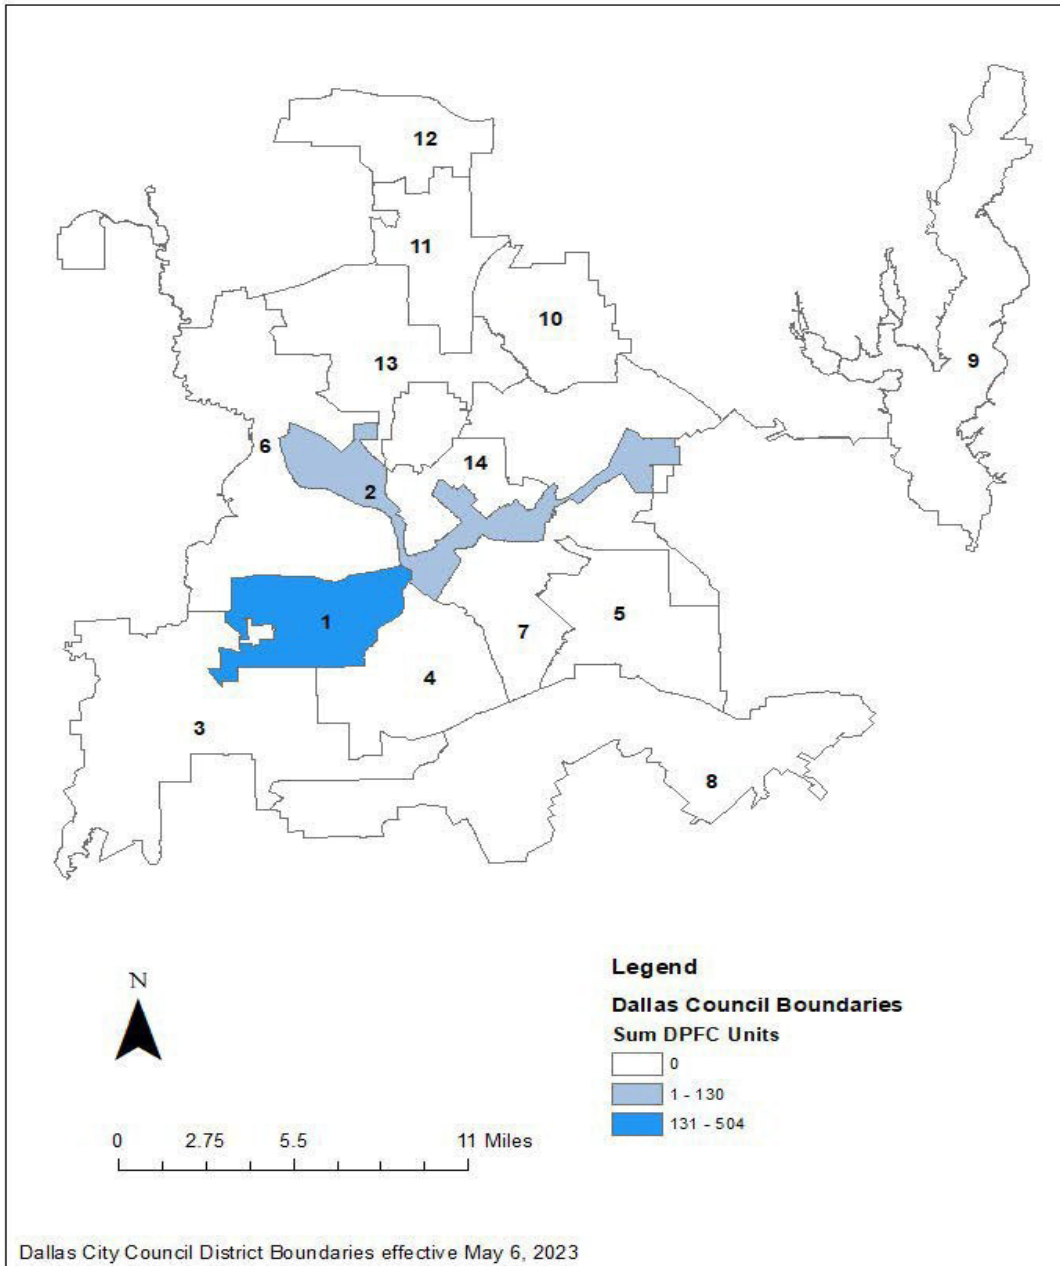 12
11
10
9
13
6
14
2
1
7
5
4
3
8
N
Legend
Dallas Council Boundaries
Sum DPFC Units
0
1 - 130
131 - 504
0 2.75 5.5 11 Miles
Dallas City Council District Boundaries effective May 6, 2023